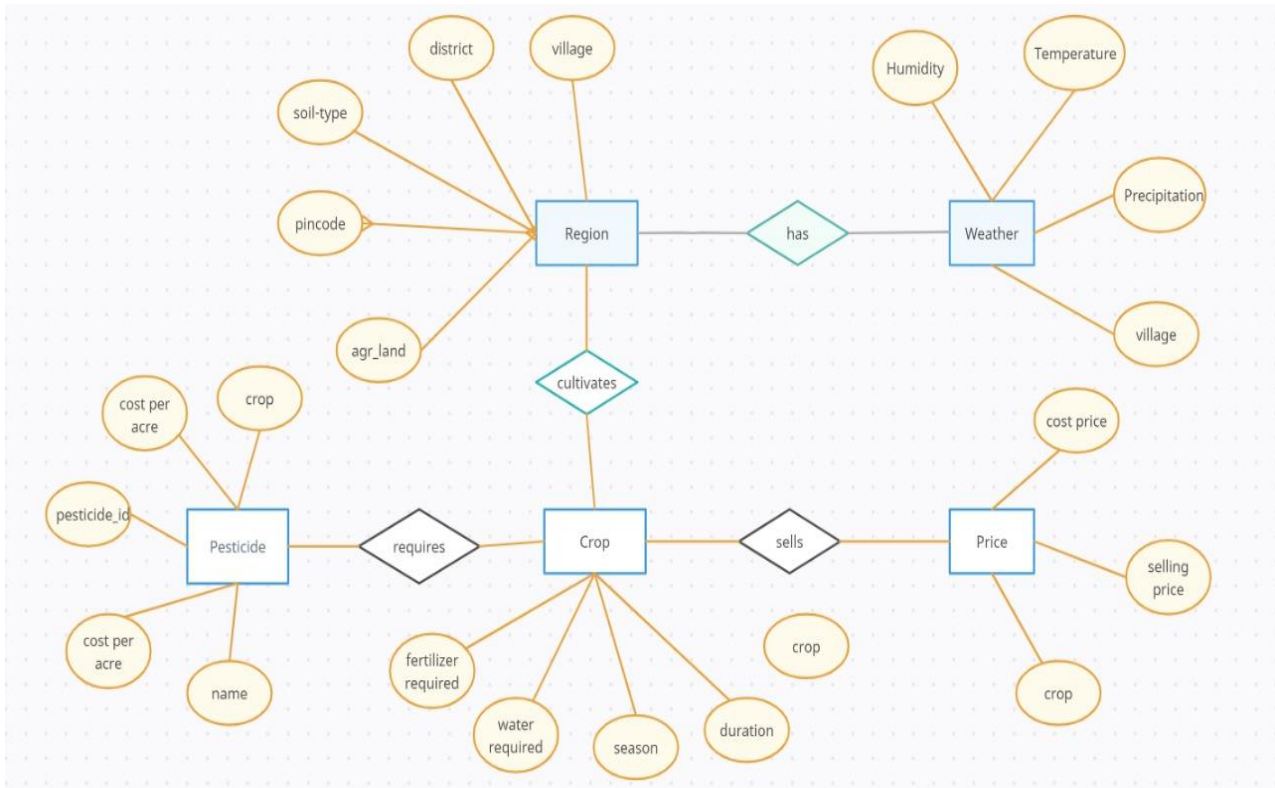 district
village
Humidity
Temperature
soil-type
pincode
Precipitation
Region
has
Weather
agr_land
village
cultivates
cost per
acre
crop
cost price
pesticide_id
Pesticide
requires
Crop
sells
Price
selling
price
cost per
acre
name
fertilizer
required
water
required
season
duration
crop
crop